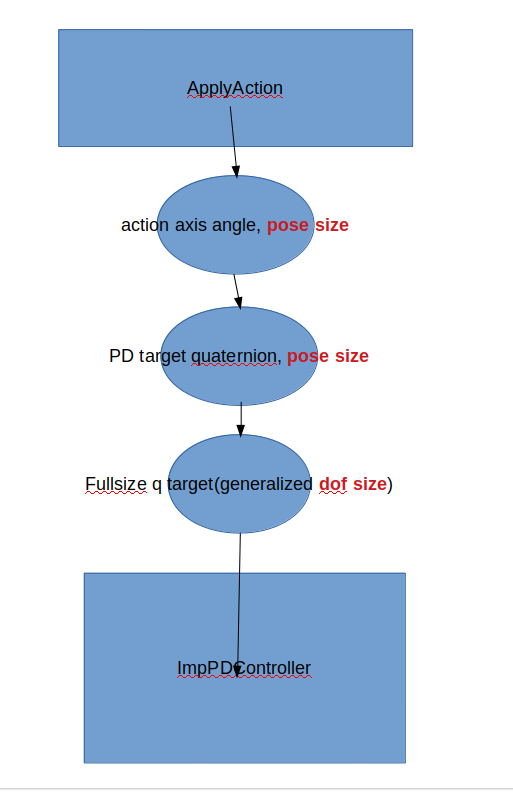 ApplyAction
action axis angle, pose size
PD target quaternion, pose size
Fullsize q target(generalized dof size)
ImpPDController